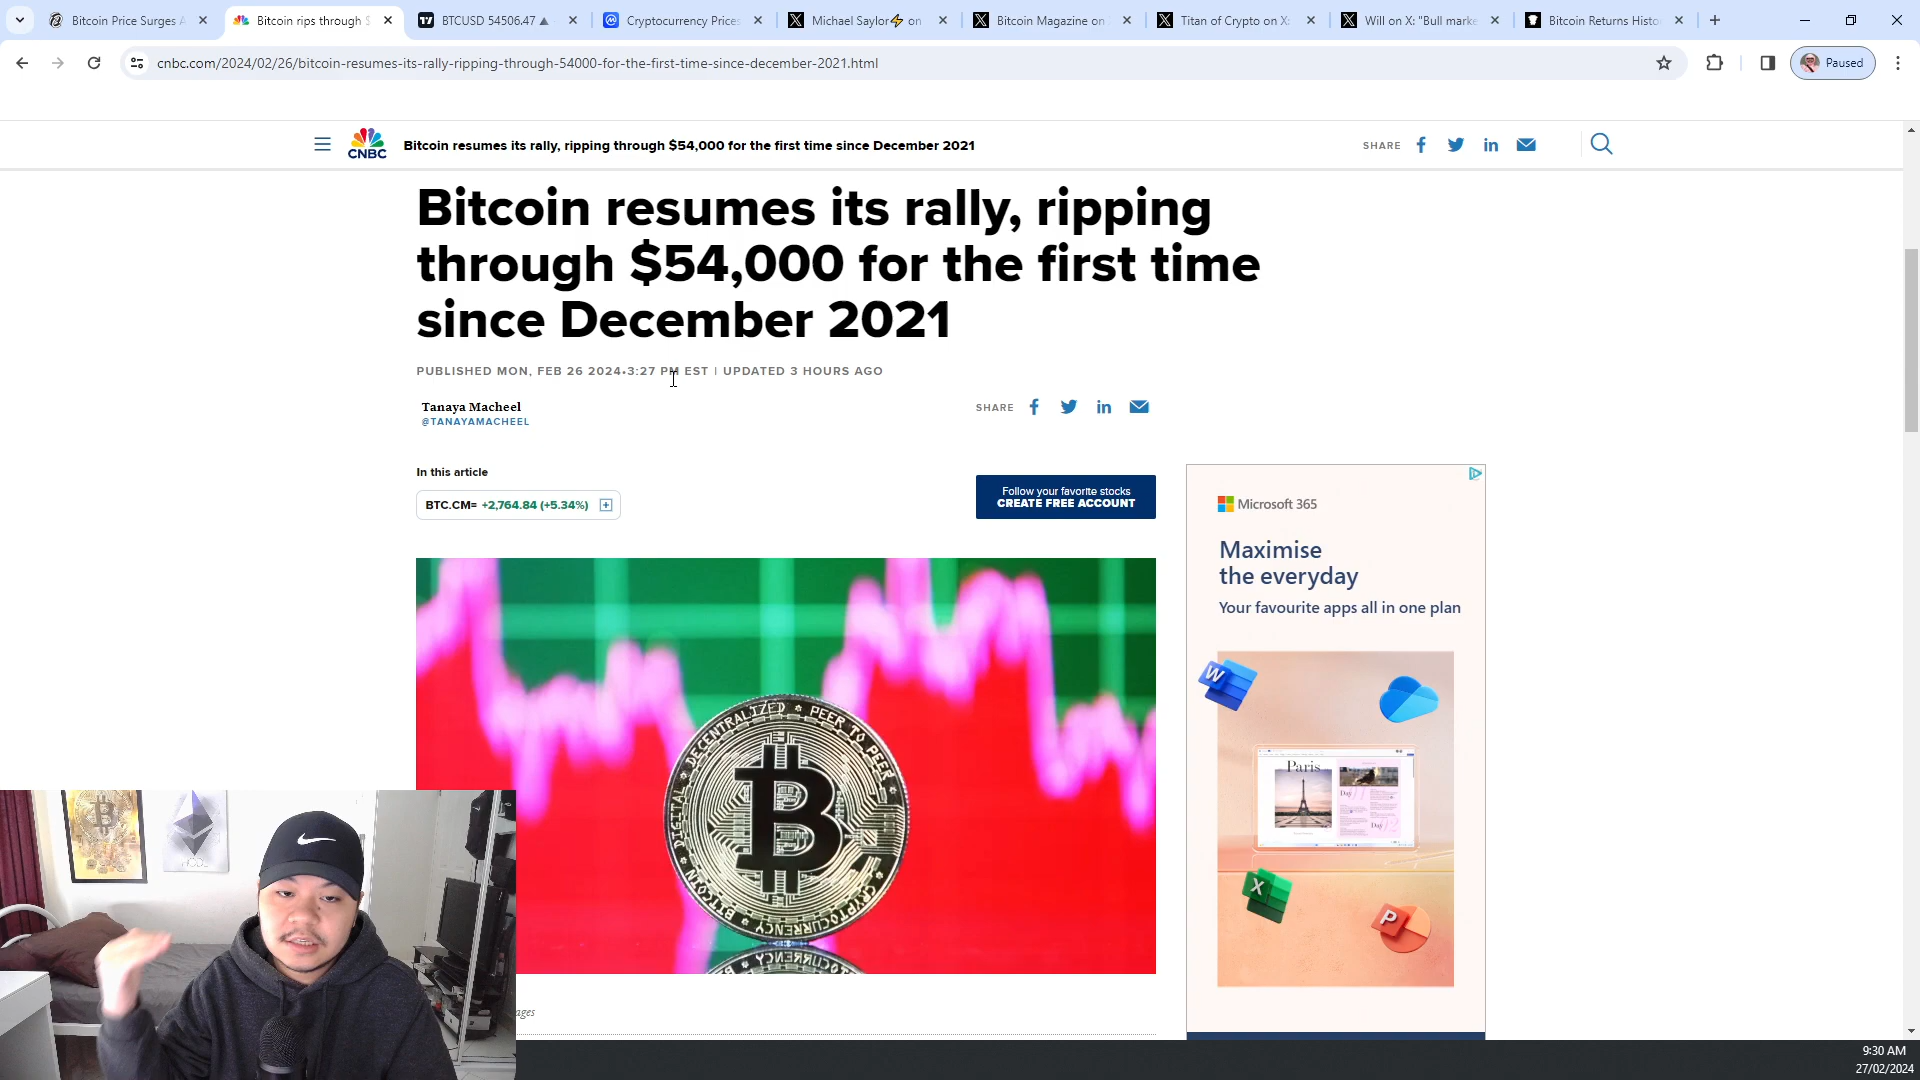 Bitcoin Price Surges A
Bitcoin rips through $
BTCUSD 54506.47 ▲
Cryptocurrency Prices
Michael Saylor⚡ on
Bitcoin Magazine on
Titan of Crypto on X:
Will on X: "Bull marke
Bitcoin Returns Histo
cnbc.com/2024/02/26/bitcoin-resumes-its-rally-ripping-through-54000-for-the-first-time-since-december-2021.html
Paused
CNBC
Bitcoin resumes its rally, ripping through $54,000 for the first time since December 2021
SHARE
Bitcoin resumes its rally, ripping
through $54,000 for the first time
since December 2021
PUBLISHED MON, FEB 26 2024•3:27 PM EST | UPDATED 3 HOURS AGO
Tanaya Macheel
@TANAYAMACHEEL
SHARE
In this article
BTC.CM= +2,764.84 (+5.34%)
Follow your favorite stocks
CREATE FREE ACCOUNT
Microsoft 365
Maximise
the everyday
Your favourite apps all in one plan
W
Paris
Day
Day
X
P
DIGITAL DECENTRALIZED * PEER TO PEER
BITCOIN * CRYPTOCURRENCY
ages
9:30 AM
27/02/2024